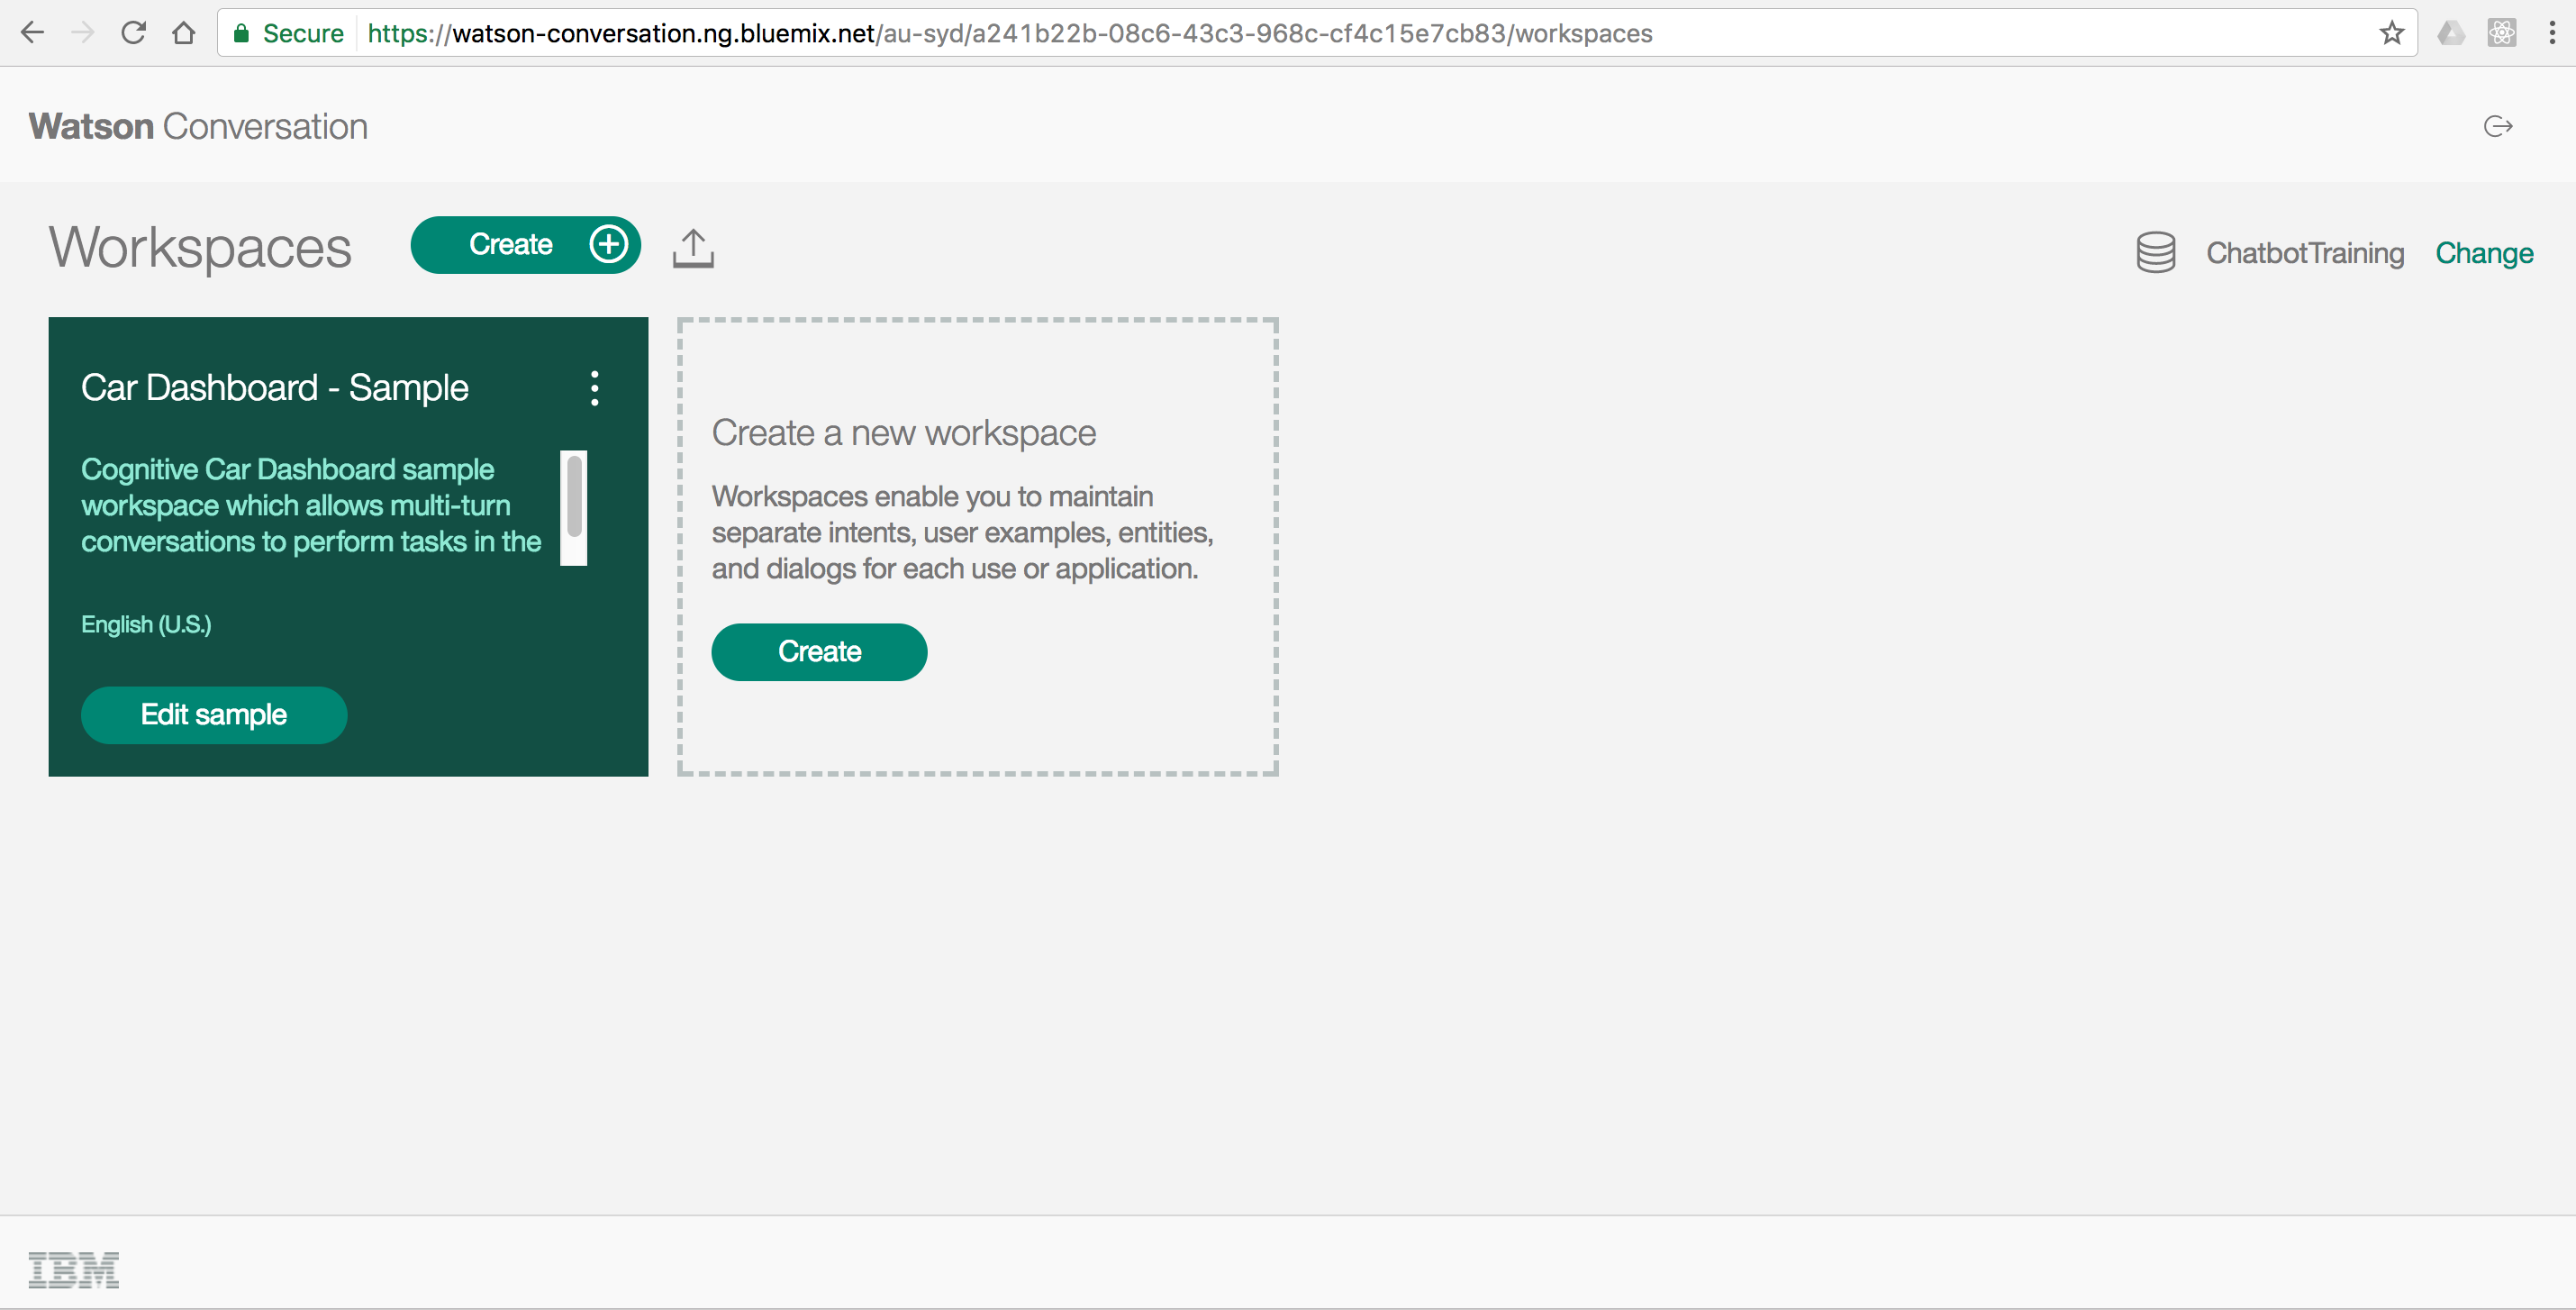 Secure https://watson-conversation.ng.bluemix.net/au-syd/a241b22b-08c6-43c3-968c-cf4c15e7cb83/workspaces
Watson Conversation
Workspaces
Create
ChatbotTraining Change
Car Dashboard - Sample
Cognitive Car Dashboard sample
workspace which allows multi-turn
conversations to perform tasks in the
English (U.S.)
Edit sample
Create a new workspace
Workspaces enable you to maintain
separate intents, user examples, entities,
and dialogs for each use or application.
Create
IBM